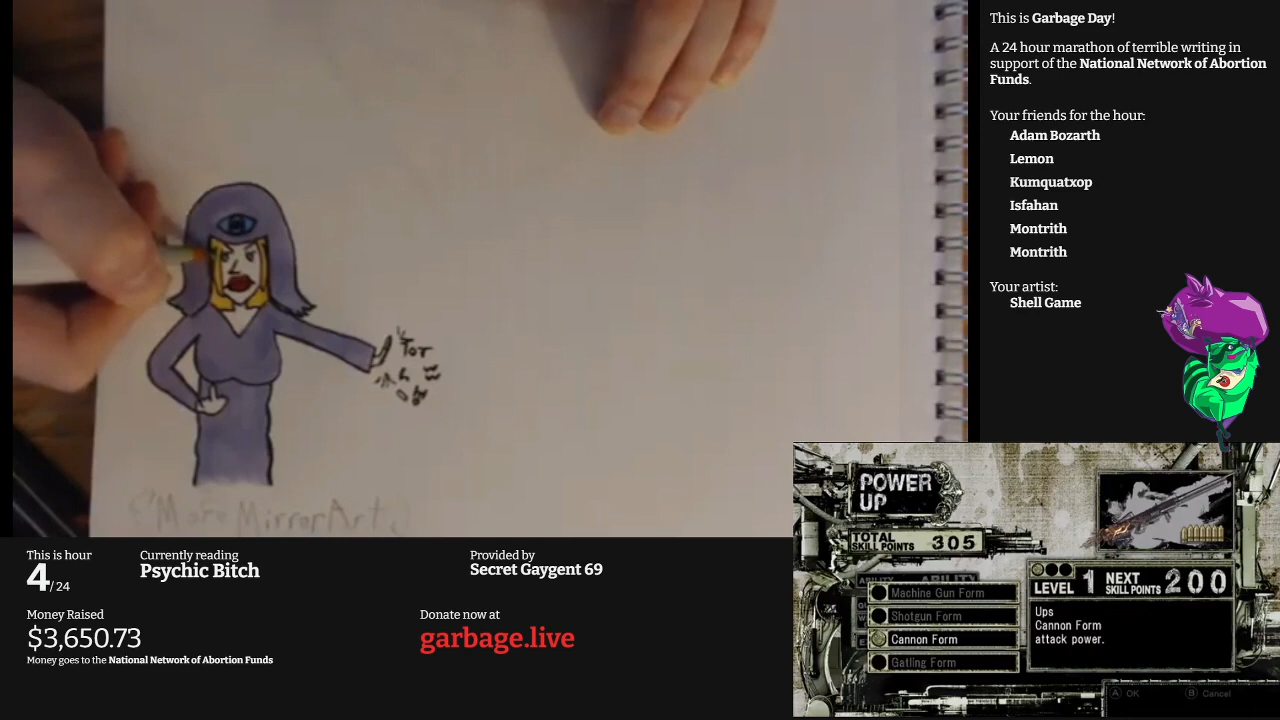 This is Garbage Day!
A 24 hour marathon of terrible writing in
support of the National Network of Abortion
Funds.
Your friends for the hour:
Adam Bozarth
Lemon
Kumquatxop
Isfahan
Montrith
Montrith
Your artist:
Shell Game
Tor
MoFoMirrorArt
POWER
UP
TOTAL
SKILL POINTS 305
ABILITY
Machine Gun Form
Shotgun Form
Cannon Form
Gatling Form
LEVEL 1 NEXT
SKILL POINTS 200
Ups
Cannon Form
attack power.
A OK B Cancel
This is hour
4 / 24
Currently reading
Psychic Bitch
Provided by
Secret Gaygent 69
Money Raised
$3,650.73
Money goes to the National Network of Abortion Funds
Donate now at
garbage.live